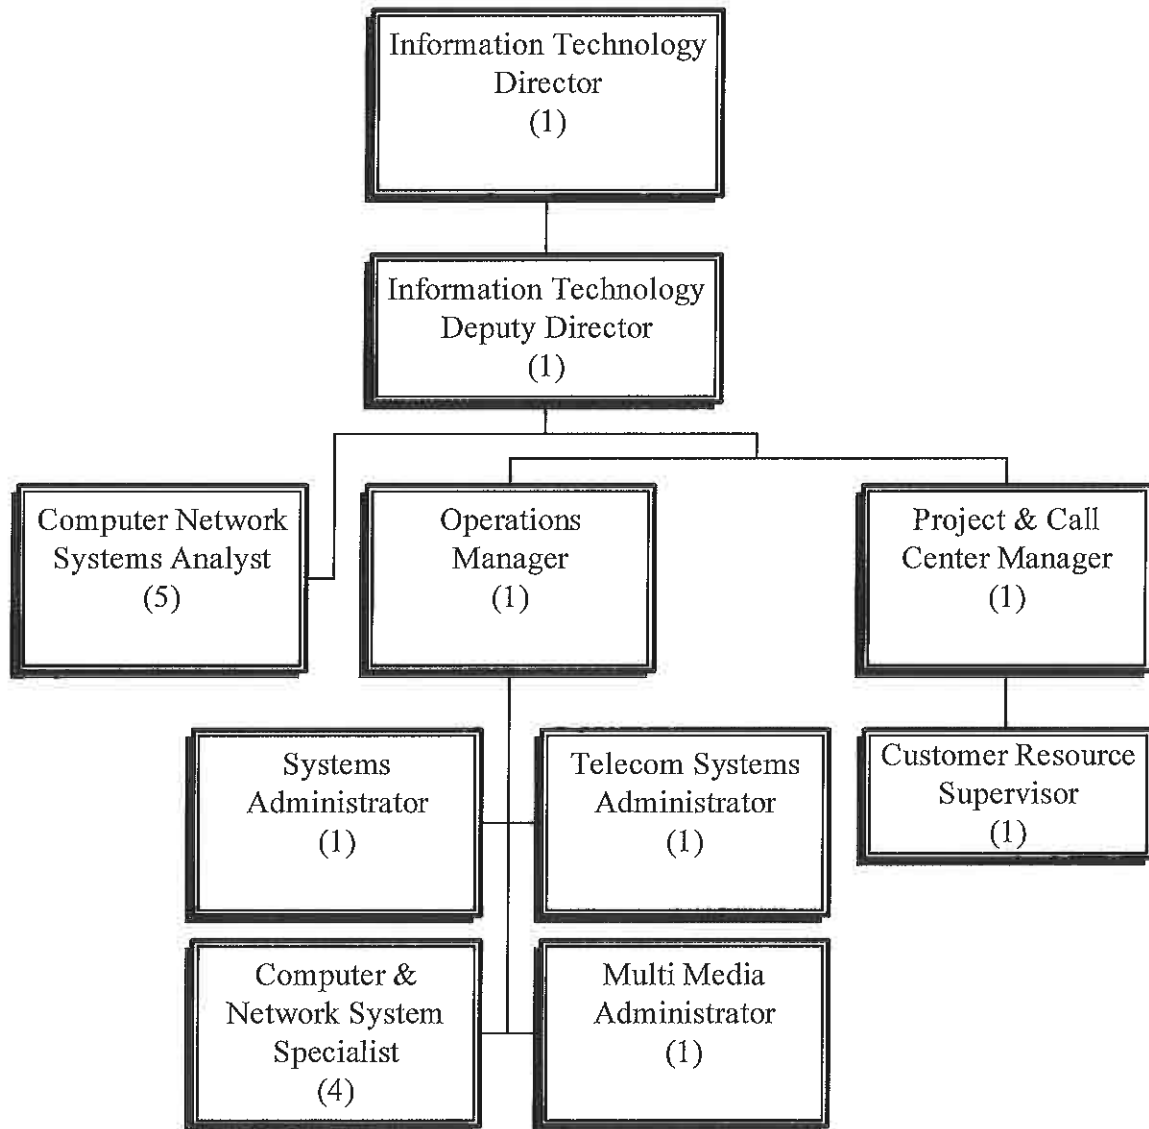 Information Technology
Director
(1)
Information Technology
Deputy Director
(1)
Computer Network
Systems Analyst
(5)
Operations
Manager
(1)
Project & Call
Center Manager
(1)
Systems
Administrator
(1)
Telecom Systems
Administrator
(1)
Customer Resource
Supervisor
(1)
Computer &
Network System
Specialist
(4)
Multi Media
Administrator
(1)